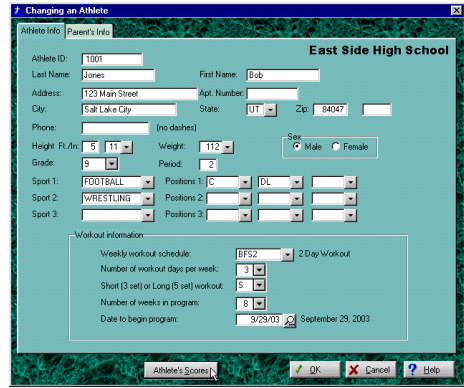 Changing an Athlete
Athlete Info Parent's Info
East Side High School
Athlete ID: 1001
Last Name: Jones First Name: Bob
Address: 123 Main Street Apt. Number:
City: Salt Lake City State: UT Zip: 84047
Phone: (no dashes)
Height Ft./In: 5 11 Weight: 112 Sex Male Female
Grade: 9 Period: 2
Sport 1: FOOTBALL Positions 1: C DL
Sport 2: WRESTLING Positions 2:
Sport 3: Positions 3:
Workout information
Weekly workout schedule: BFS2 2 Day Workout
Number of workout days per week: 3
Short (3 set) or Long (5 set) workout: S
Number of weeks in program: 8
Date to begin program: 9/29/03 September 29, 2003
Athlete's Scores OK Cancel Help